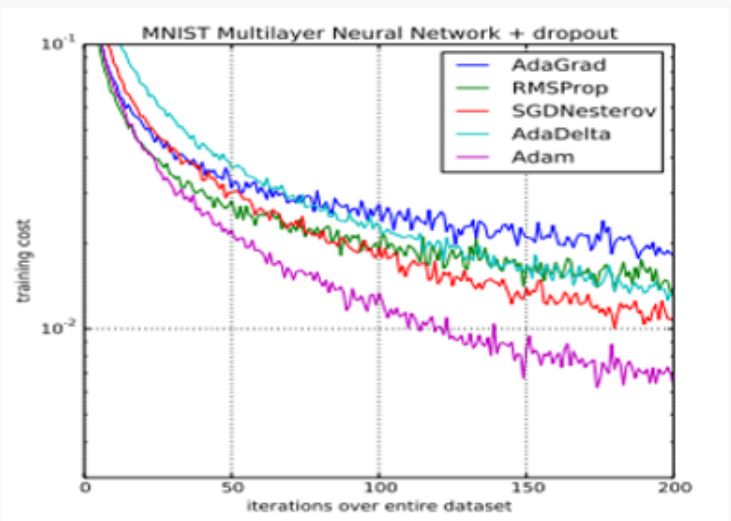 MNIST Multilayer Neural Network + dropout
10⁻¹
AdaGrad
RMSProp
SGDNesterov
AdaDelta
Adam
training cost
10⁻²
0 50 100 150 200
iterations over entire dataset